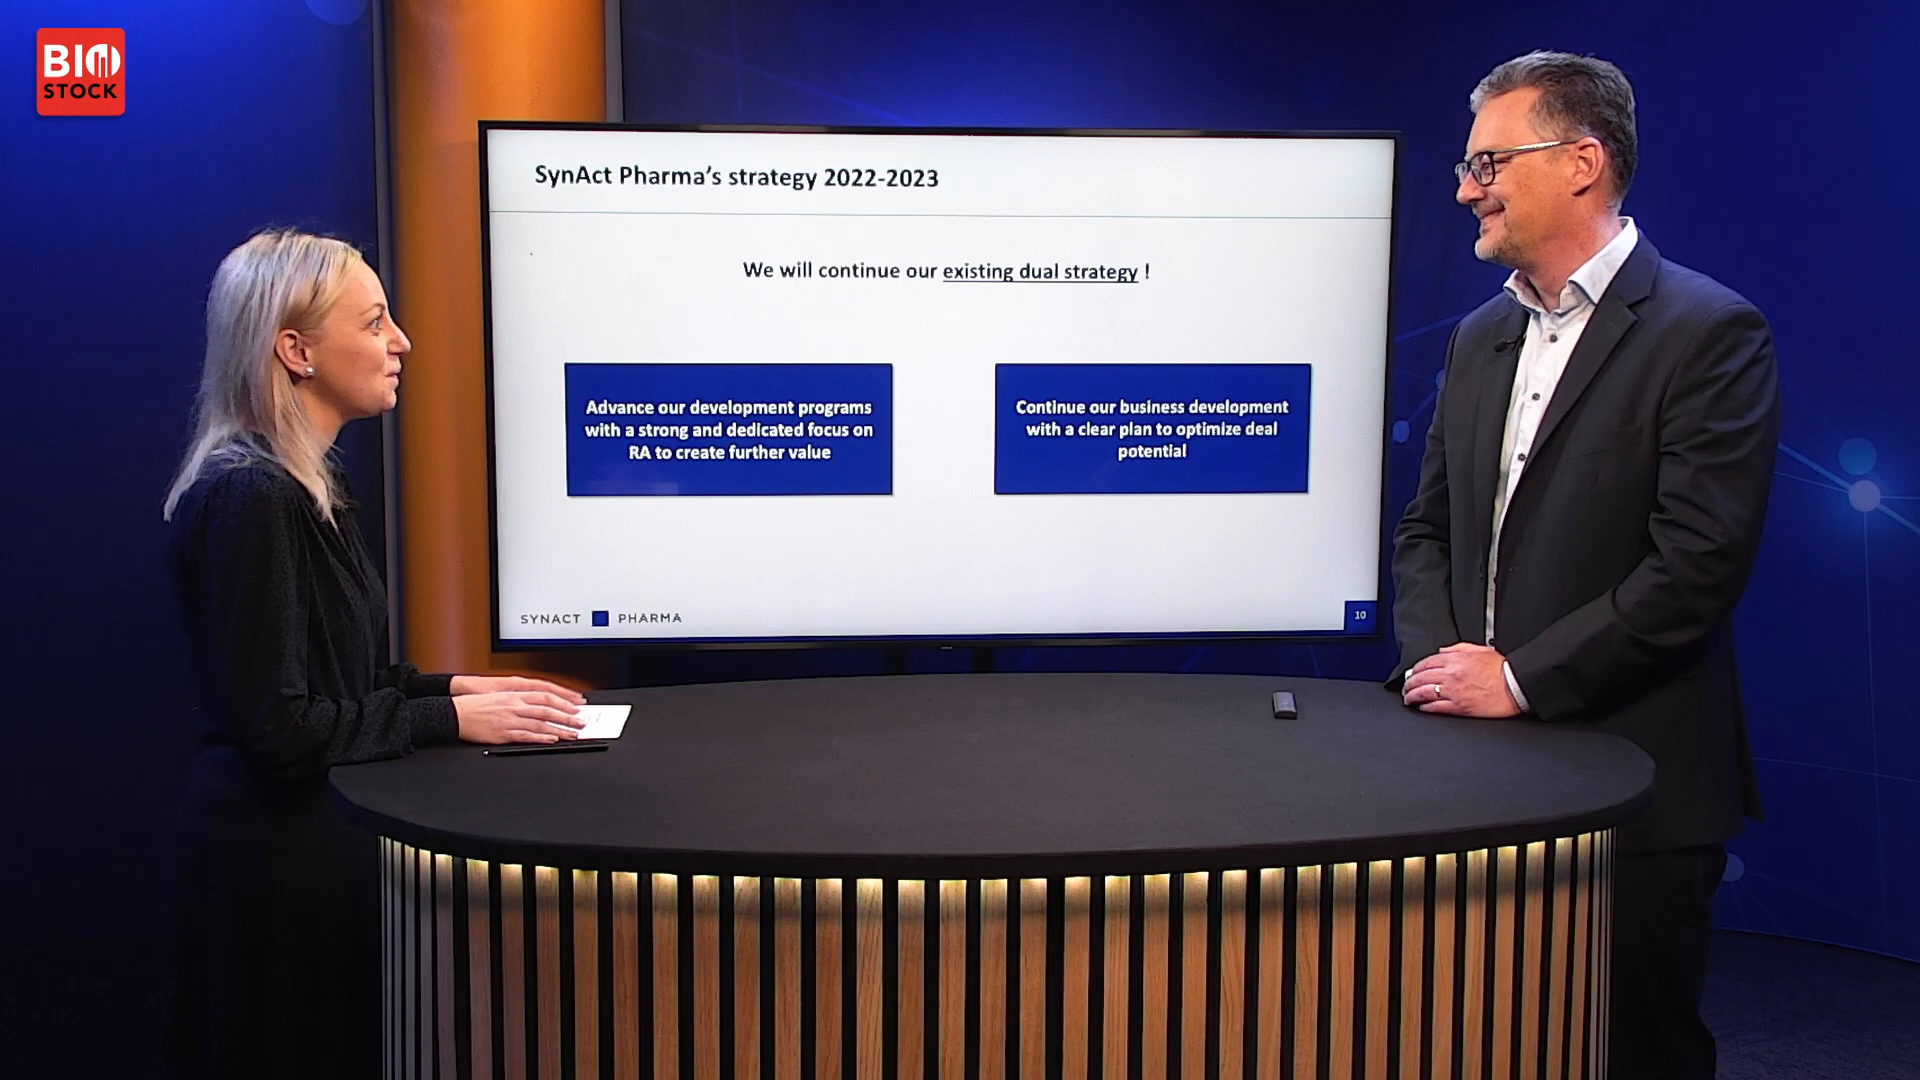 BIO
STOCK
SynAct Pharma's strategy 2022-2023
We will continue our existing dual strategy !
Advance our development programs
with a strong and dedicated focus on
RA to create further value
Continue our business development
with a clear plan to optimize deal
potential
SYNACT PHARMA
10